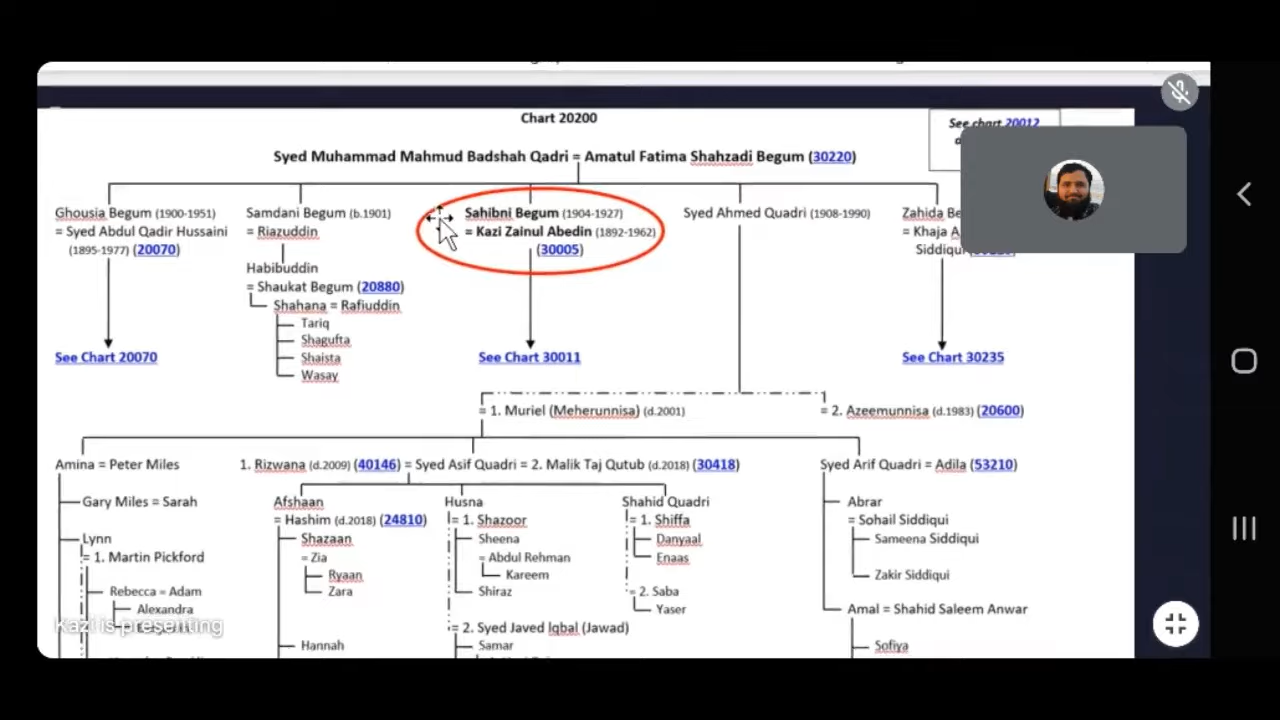 Chart 20200
See chart 20012
Syed Muhammad Mahmud Badshah Qadri = Amatul Fatima Shahzadi Begum (30220)
Ghousia Begum (1900-1951)
= Syed Abdul Qadir Hussaini
(1895-1977) (20070)
Samdani Begum (b.1901)
= Riazuddin
Habibuddin
= Shaukat Begum (20880)
Shahana = Rafiuddin
Tariq
Shagufta
Shaista
Wasay
Sahibni Begum (1904-1927)
= Kazi Zainul Abedin (1892-1962)
(30005)
Syed Ahmed Quadri (1908-1990)
Zahida
= Khaja
Siddiqui
See Chart 20070
See Chart 30011
See Chart 30235
= 1. Muriel (Meherunnisa) (d.2001)
= 2. Azeemunnisa (d.1983) (20600)
Amina = Peter Miles
1. Rizwana (d.2009) (40146) = Syed Asif Quadri = 2. Malik Taj Qutub (d.2018) (30418)
Syed Arif Quadri = Adila (53210)
Gary Miles = Sarah
Lynn
= 1. Martin Pickford
Rebecca = Adam
Alexandra
Afshaan
= Hashim (d.2018) (24810)
Shazaan
= Zia
Ryaan
Zara
Hannah
Husna
= 1. Shazoor
Sheena
= Abdul Rehman
Kareem
Shiraz
= 2. Syed Javed Iqbal (Jawad)
Samar
Shahid Quadri
= 1. Shiffa
Danyaal
Enaas
= 2. Saba
Yaser
Abrar
= Sohail Siddiqui
Sameena Siddiqui
Zakir Siddiqui
Amal = Shahid Saleem Anwar
Sofiya
Kazi is presenting